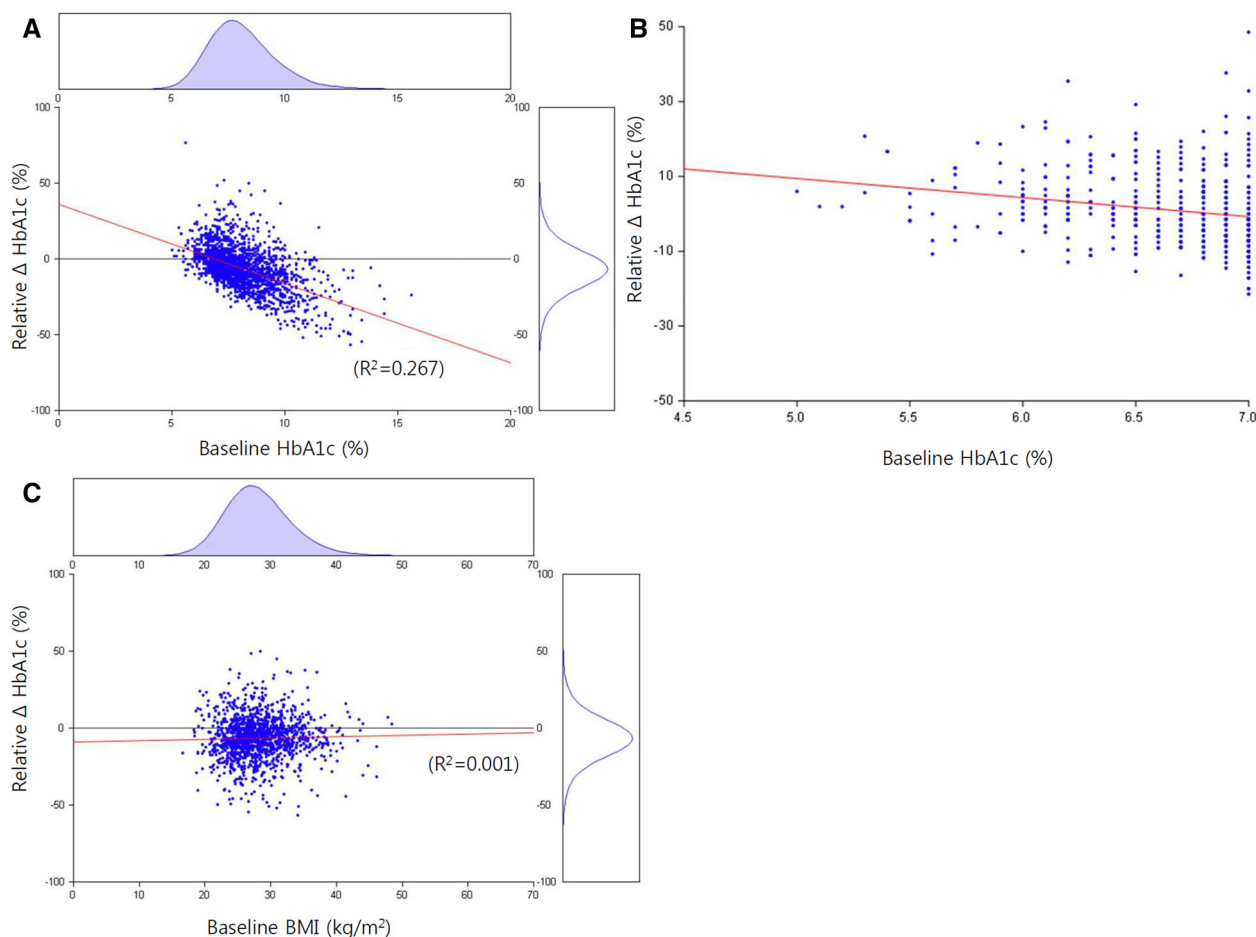 A
0 5 10 15 20
100 100
50 50
0 0
-50 -50
-100 -100
0 5 10 15 20
Relative Δ HbA1c (%)
(R²=0.267)
Baseline HbA1c (%)
B
50
30
10
-10
-30
-50
4.5 5.0 5.5 6.0 6.5 7.0
Relative Δ HbA1c (%)
Baseline HbA1c (%)
C
0 10 20 30 40 50 60 70
100 100
50 50
0 0
-50 -50
-100 -100
0 10 20 30 40 50 60 70
Relative Δ HbA1c (%)
(R²=0.001)
Baseline BMI (kg/m²)